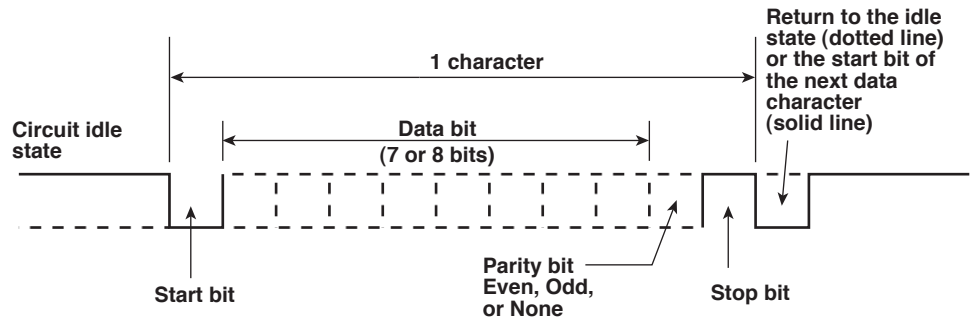 Return to the idle
state (dotted line)
or the start bit of
the next data
character
(solid line)
1 character
Circuit idle
state
Data bit
(7 or 8 bits)
Start bit
Parity bit
Even, Odd,
or None
Stop bit